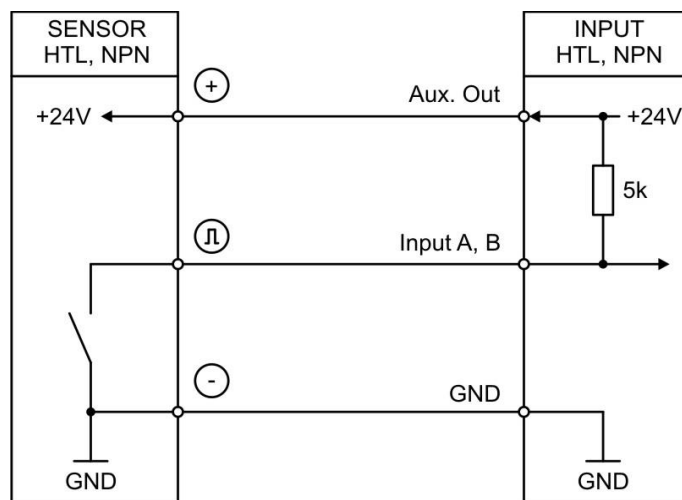 SENSOR
HTL, NPN
INPUT
HTL, NPN
+
Aux. Out
+24V
+24V
5k
Input A, B
-
GND
GND
GND